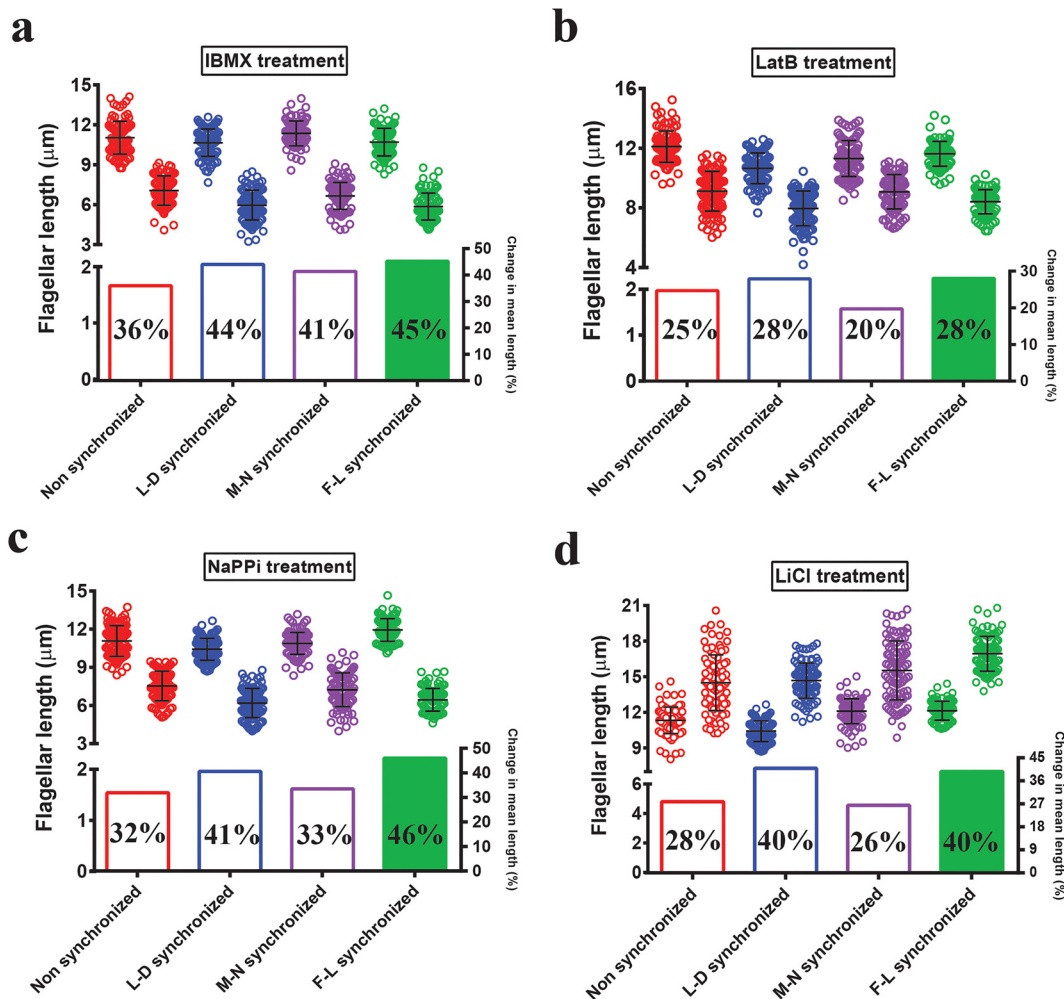 a
IBMX treatment
Flagellar length (μm)
15
12
9
6
3
2
1
0
36%
44%
41%
45%
50
40
30
20
10
0
Change in mean length (%)
Non synchronized
L-D synchronized
M-N synchronized
F-L synchronized
b
LatB treatment
Flagellar length (μm)
16
12
8
4
2
1
0
25%
28%
20%
28%
30
20
10
0
Change in mean length (%)
Non synchronized
L-D synchronized
M-N synchronized
F-L synchronized
c
NaPPi treatment
Flagellar length (μm)
15
12
9
6
3
2
1
0
32%
41%
33%
46%
50
40
30
20
10
0
Change in mean length (%)
Non synchronized
L-D synchronized
M-N synchronized
F-L synchronized
d
LiCl treatment
Flagellar length (μm)
21
18
15
12
9
6
4
2
0
28%
40%
26%
40%
45
36
27
18
9
0
Change in mean length (%)
Non synchronized
L-D synchronized
M-N synchronized
F-L synchronized